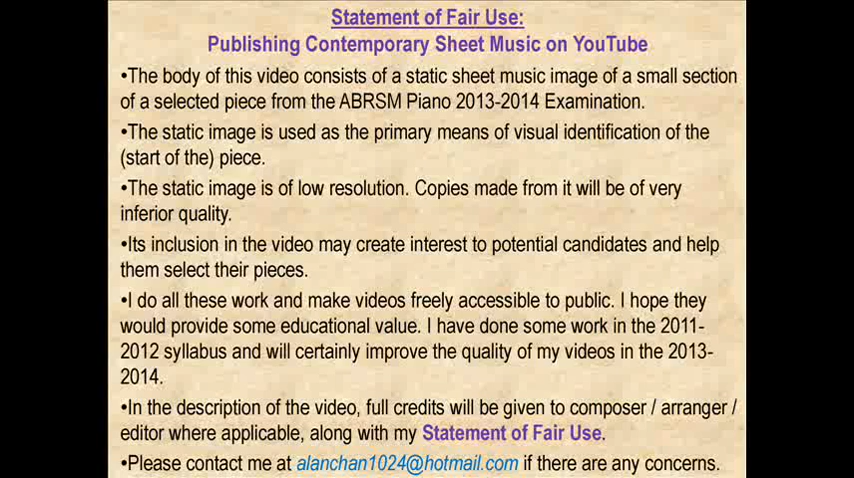 Statement of Fair Use:
Publishing Contemporary Sheet Music on YouTube
•The body of this video consists of a static sheet music image of a small section
of a selected piece from the ABRSM Piano 2013-2014 Examination.
•The static image is used as the primary means of visual identification of the
(start of the) piece.
•The static image is of low resolution. Copies made from it will be of very
inferior quality.
•Its inclusion in the video may create interest to potential candidates and help
them select their pieces.
•I do all these work and make videos freely accessible to public. I hope they
would provide some educational value. I have done some work in the 2011-
2012 syllabus and will certainly improve the quality of my videos in the 2013-
2014.
•In the description of the video, full credits will be given to composer / arranger /
editor where applicable, along with my Statement of Fair Use.
•Please contact me at alanchan1024@hotmail.com if there are any concerns.